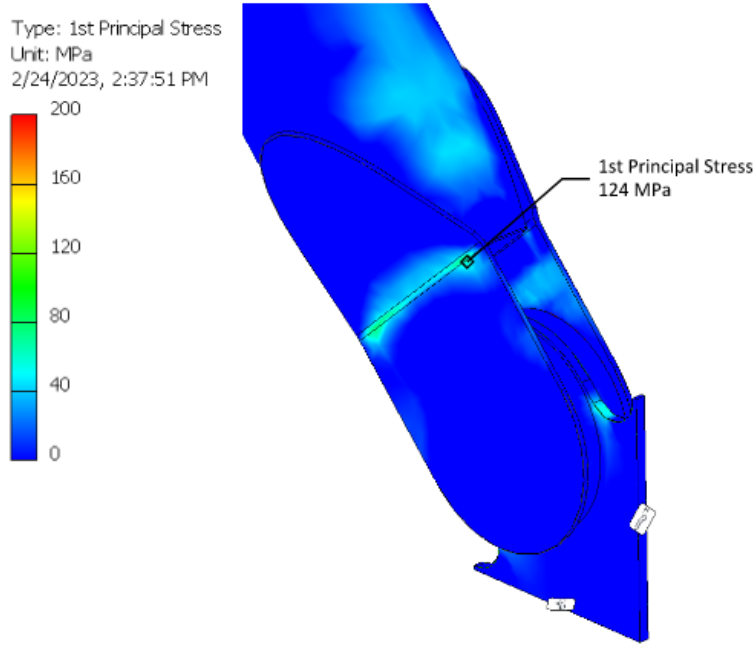 Type: 1st Principal Stress
Unit: MPa
2/24/2023, 2:37:51 PM
200
160
120
80
40
0
1st Principal Stress
124 MPa